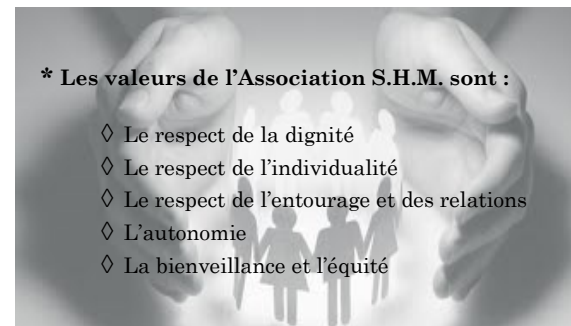 * Les valeurs de l’Association S.H.M. sont :
◊ Le respect de la dignité
◊ Le respect de l’individualité
◊ Le respect de l’entourage et des relations
◊ L’autonomie
◊ La bienveillance et l’équité